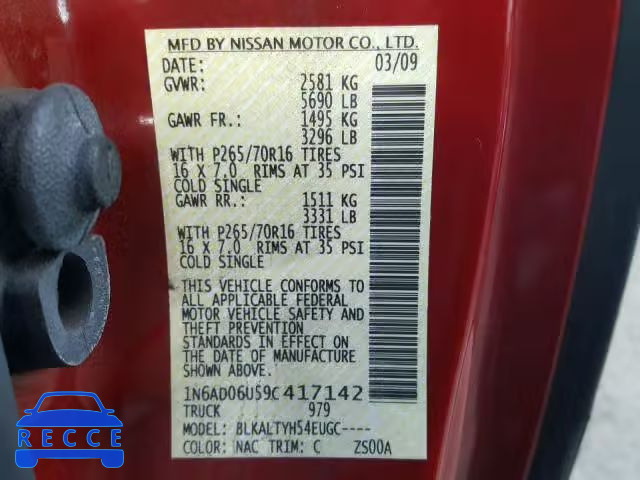 MFD BY NISSAN MOTOR CO., LTD.
DATE: 03/09
GVWR: 2581 KG
5690 LB
GAWR FR.: 1495 KG
3296 LB
WITH P265/70R16 TIRES
16 X 7.0 RIMS AT 35 PSI
COLD SINGLE
GAWR RR.: 1511 KG
3331 LB
WITH P265/70R16 TIRES
16 X 7.0 RIMS AT 35 PSI
COLD SINGLE
THIS VEHICLE CONFORMS TO
ALL APPLICABLE FEDERAL
MOTOR VEHICLE SAFETY AND
THEFT PREVENTION
STANDARDS IN EFFECT ON
THE DATE OF MANUFACTURE
SHOWN ABOVE.
1N6AD06U59C417142
TRUCK 979
MODEL: BLKALTYH54EUGC----
COLOR: NAC TRIM: C ZS00A
© VIN DATA BASE